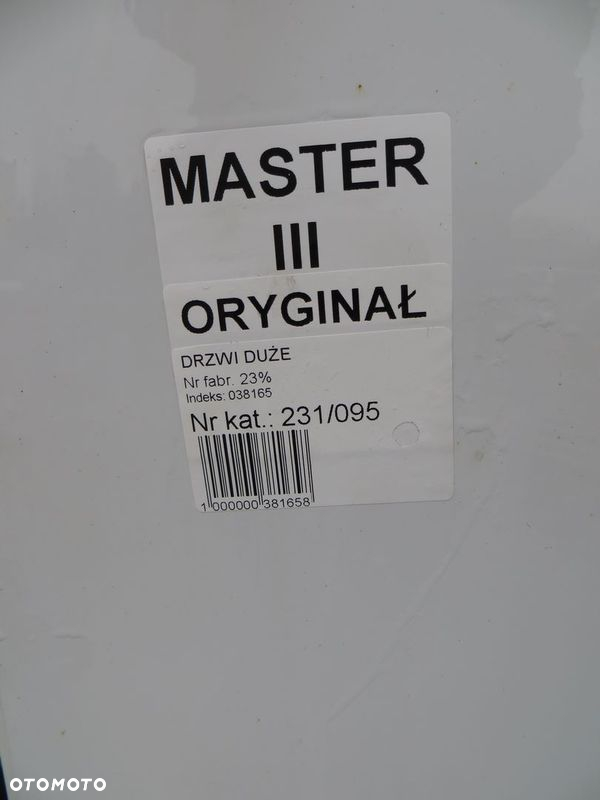 MASTER
III
ORYGINAŁ
DRZWI DUŻE
Nr fabr. 23%
Indeks: 038165
Nr kat.: 231/095
1 000000 381658
OTOMOTO